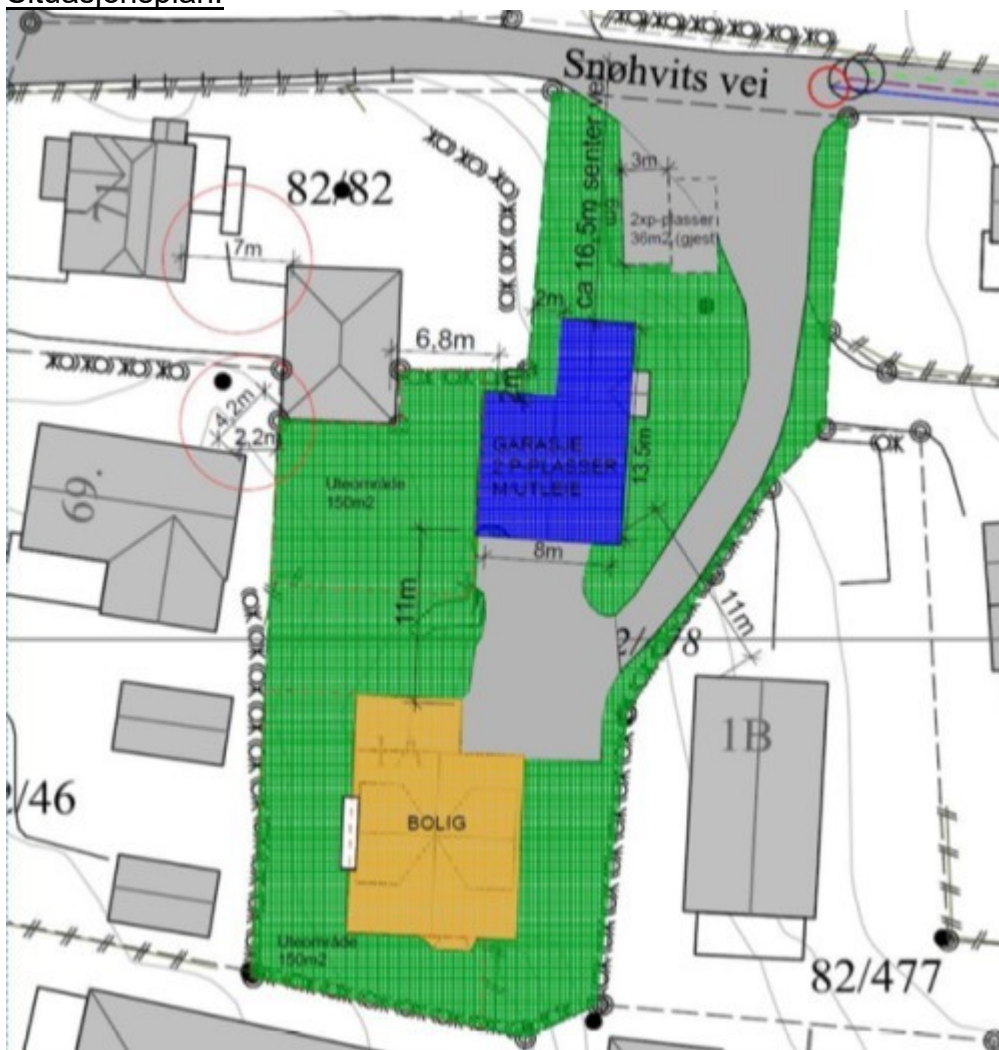 Situasjonsplan:
Snøhvits vei
71
82/82
7m
3m
ca 16,5m senter vei
2xp-plasser
36m2 (gjest)
2m
6,8m
2m
4,2m
2,2m
69.
Uteområde
150m2
GARASJE
2 P-PLASSER
M/UTLEIE
13,5m
8m
11m
11m
1B
/46
BOLIG
Uteområde
150m2
82/477